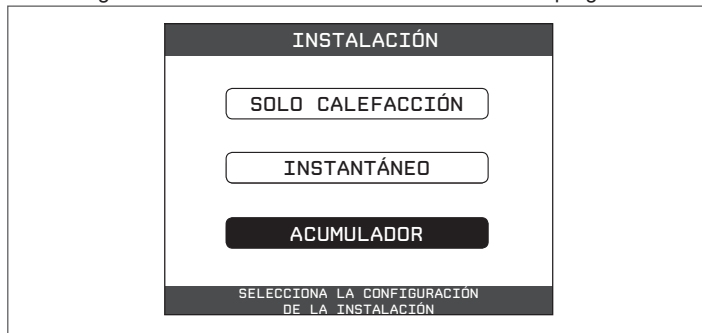 INSTALACIÓN
SOLO CALEFACCIÓN
INSTANTÁNEO
ACUMULADOR
SELECCIONA LA CONFIGURACIÓN
DE LA INSTALACIÓN